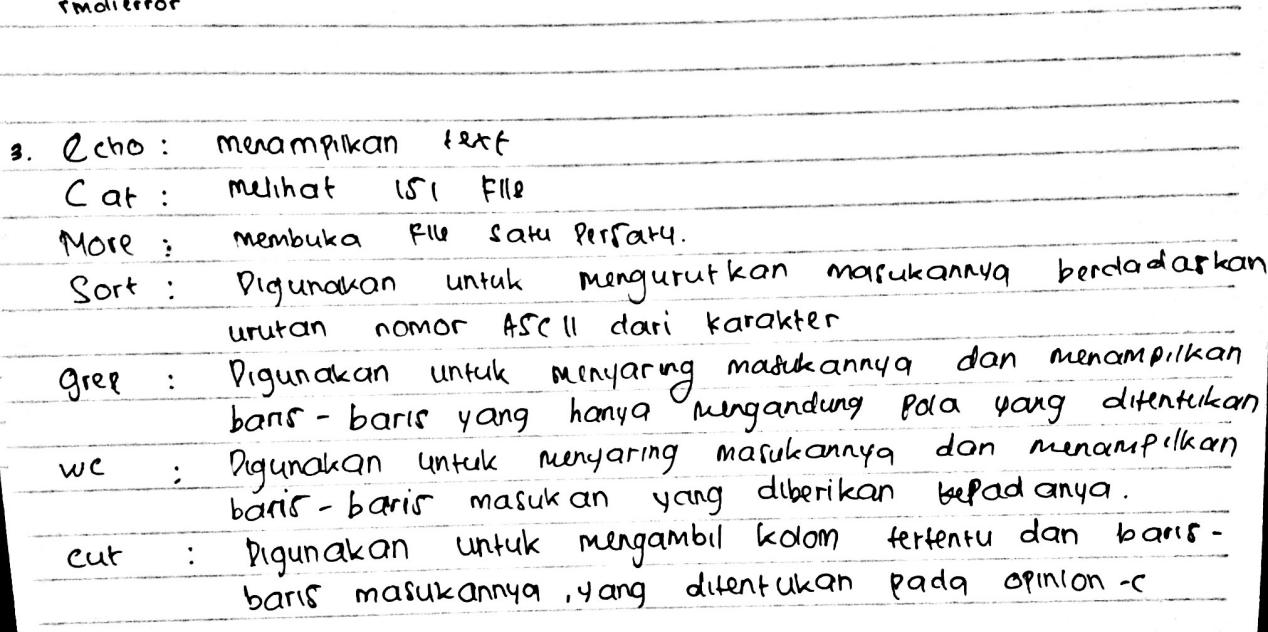 3. echo : menampilkan text
Cat : melihat isi File
More : membuka File satu Persatu.
Sort : Digunakan untuk mengurutkan masukannya berdadarkan
urutan nomor ASCII dari karakter
grep : Digunakan untuk menyaring masukannya dan menampilkan
baris - baris yang hanya mengandung Pola yang ditentukan
wc : Digunakan untuk menyaring masukannya dan menampilkan
baris - baris masukan yang diberikan kepadanya.
cut : Digunakan untuk mengambil kolom tertentu dan baris -
baris masukannya , yang ditentukan pada opinion -c